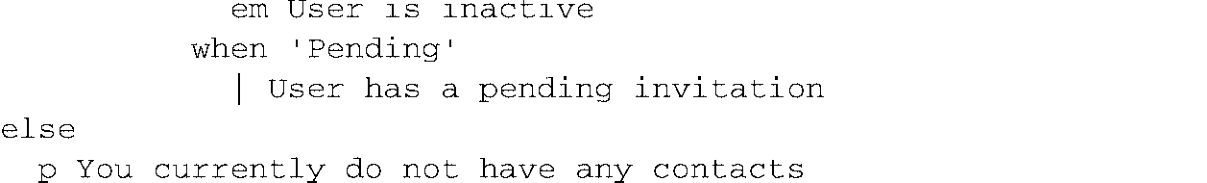 em User is inactive
when 'Pending'
| User has a pending invitation
else
p You currently do not have any contacts